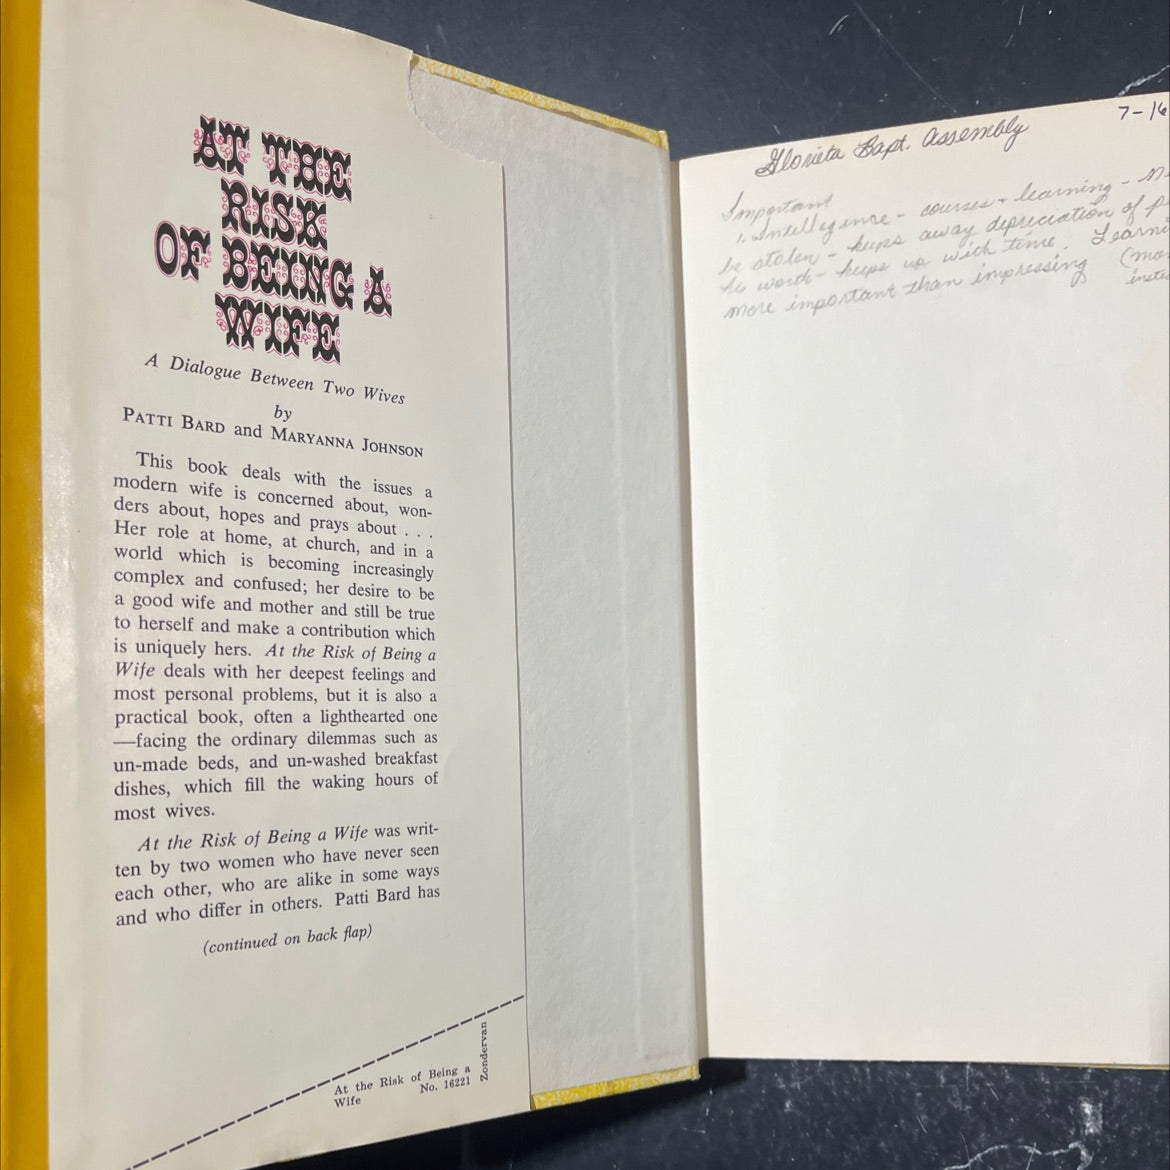 AT THE
RISK
OF BEING A
WIFE
A Dialogue Between Two Wives
by
PATTI BARD and MARYANNA JOHNSON
This book deals with the issues a
modern wife is concerned about, won-
ders about, hopes and prays about . . .
Her role at home, at church, and in a
world which is becoming increasingly
complex and confused; her desire to be
a good wife and mother and still be true
to herself and make a contribution which
is uniquely hers. At the Risk of Being a
Wife deals with her deepest feelings and
most personal problems, but it is also a
practical book, often a lighthearted one
—facing the ordinary dilemmas such as
un-made beds, and un-washed breakfast
dishes, which fill the waking hours of
most wives.
At the Risk of Being a Wife was writ-
ten by two women who have never seen
each other, who are alike in some ways
and who differ in others. Patti Bard has
(continued on back flap)
At the Risk of Being a
Wife No. 16221
Zondervan
Glorieta Bapt. Assembly
7-16
Important
1. Intellegence - courses + learning -
be stolen - keeps away depreciation of
worth - keeps up with time. Learni
more important than impressing